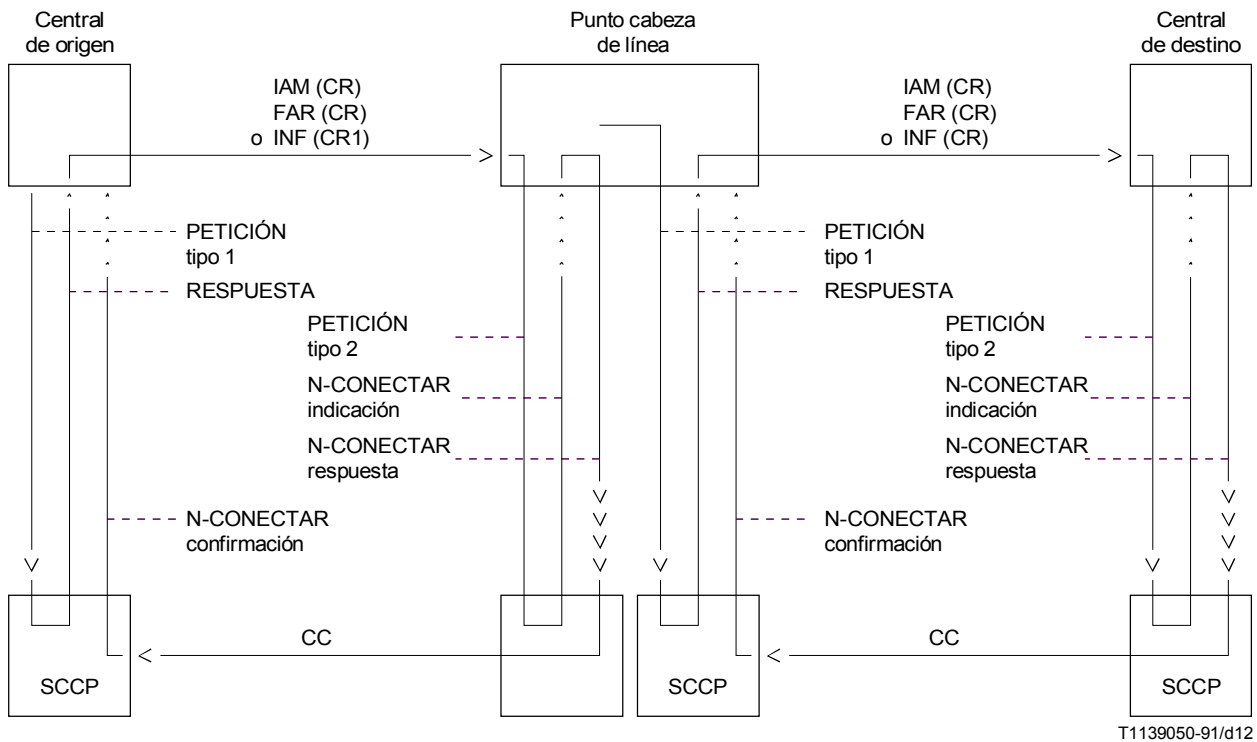 Central
de origen
Punto cabeza
de línea
Central
de destino
IAM (CR)
FAR (CR)
o INF (CR1)
IAM (CR)
FAR (CR)
o INF (CR)
PETICIÓN
tipo 1
RESPUESTA
PETICIÓN
tipo 2
N-CONECTAR
indicación
N-CONECTAR
respuesta
N-CONECTAR
confirmación
PETICIÓN
tipo 1
RESPUESTA
PETICIÓN
tipo 2
N-CONECTAR
indicación
N-CONECTAR
respuesta
N-CONECTAR
confirmación
CC
CC
SCCP
SCCP
SCCP
T1139050-91/d12